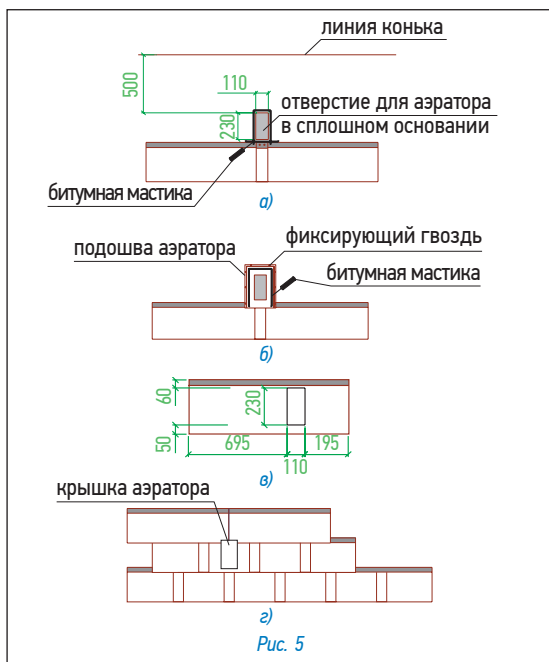 линия конька
500
110
230
отверстие для аэратора
в сплошном основании
битумная мастика
а)
подошва аэратора
фиксирующий гвоздь
битумная мастика
б)
60
230
50
695
195
110
в)
крышка аэратора
г)
Рис. 5